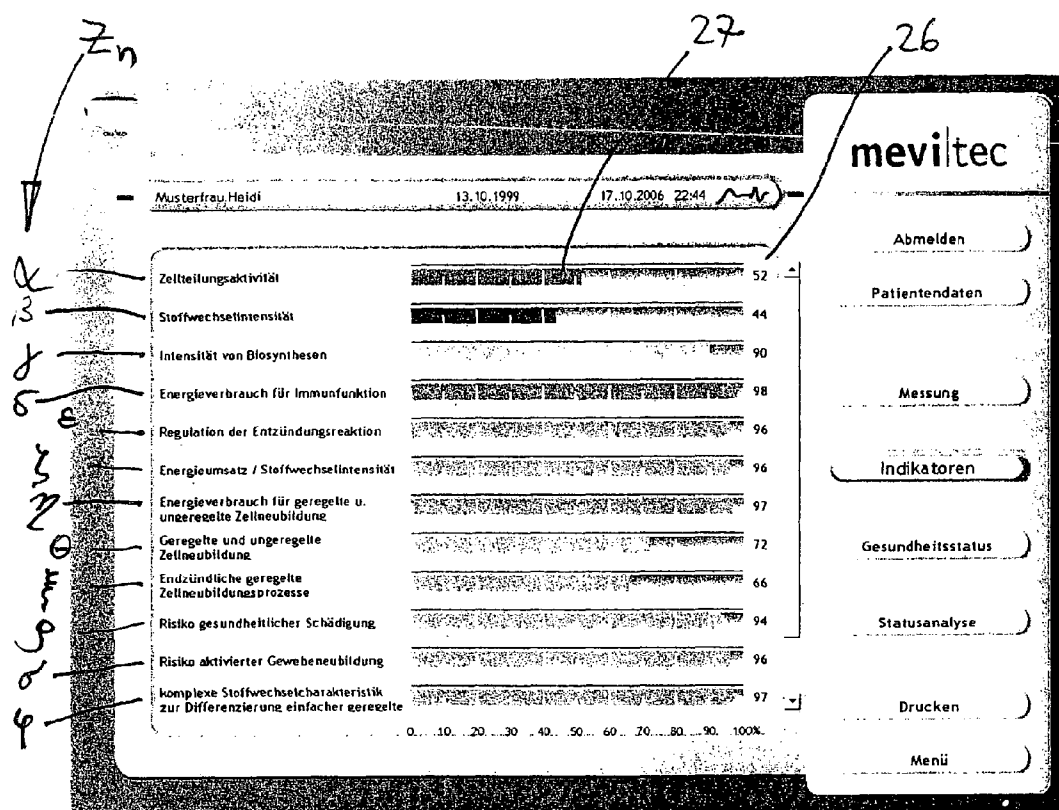 Zn
27
26
mevitec
Musterfrau, Heidi 13.10.1999 17.10.2006 22:44
Abmelden
Patientendaten
Messung
Indikatoren
Gesundheitsstatus
Statusanalyse
Drucken
Menü
Zellteilungsaktivität 52
Stoffwechselintensität 44
Intensität von Biosynthesen 90
Energieverbrauch für Immunfunktion 98
Regulation der Entzündungsreaktion 96
Energieumsatz / Stoffwechselintensität 96
Energieverbrauch für geregelte u.
ungeregelte Zellneubildung 97
Geregelte und ungeregelte
Zellneubildung 72
Endzündliche geregelte
Zellneubildungsprozesse 66
Risiko gesundheitlicher Schädigung 94
Risiko aktivierter Gewebeneubildung 96
komplexe Stoffwechselcharakteristik
zur Differenzierung einfacher geregelte 97
0 10 20 30 40 50 60 70 80 90 100%